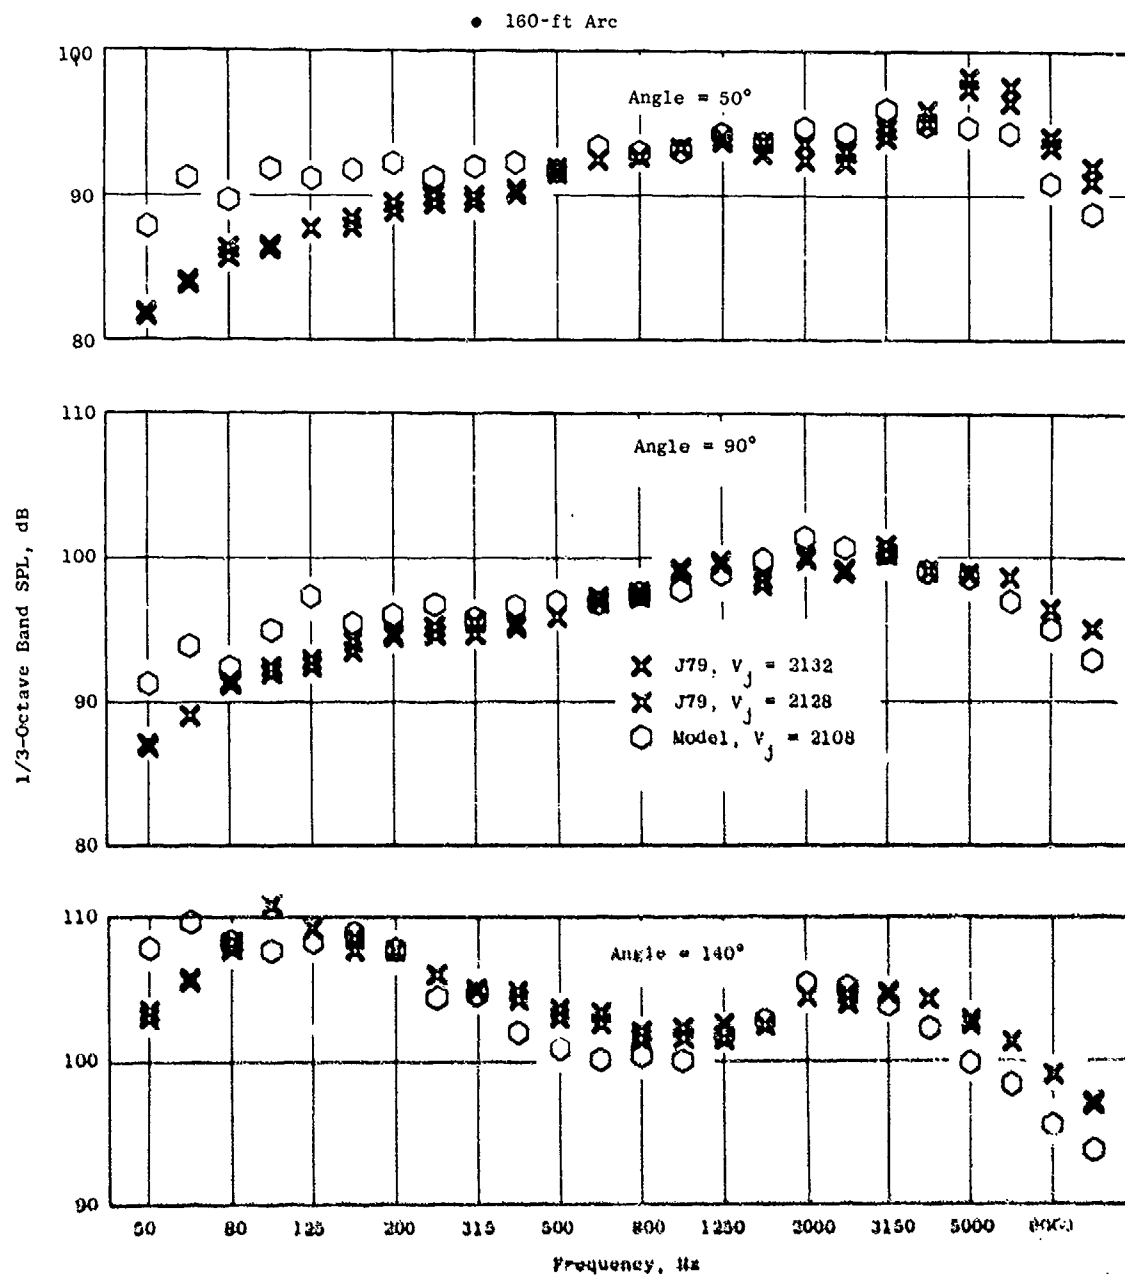 • 160-ft Arc
100
Angle = 50°
90
80
110
Angle = 90°
100
J79, Vj = 2132
J79, Vj = 2128
90
Model, Vj = 2108
80
1/3-Octave Band SPL, dB
110
Angle = 140°
100
90
50 80 125 200 315 500 800 1250 2000 3150 5000 8000
Frequency, Hz